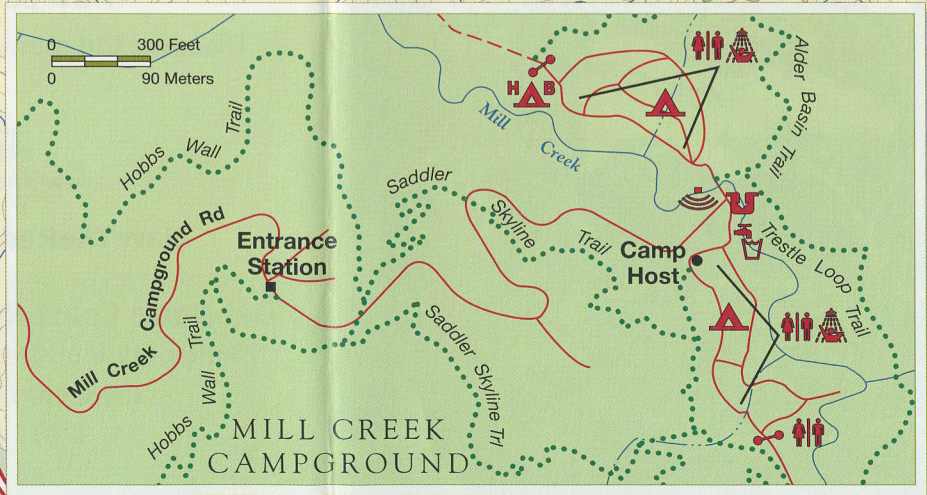 0 300 Feet
0 90 Meters
Hobbs Wall Trail
Mill Creek Campground Rd
Entrance
Station
Hobbs Wall Trail
MILL CREEK
CAMPGROUND
Saddler
Skyline
Trail
Saddler Skyline Trl
H B
Mill
Creek
Alder Basin Trail
Camp
Host
Trestle Loop Trail